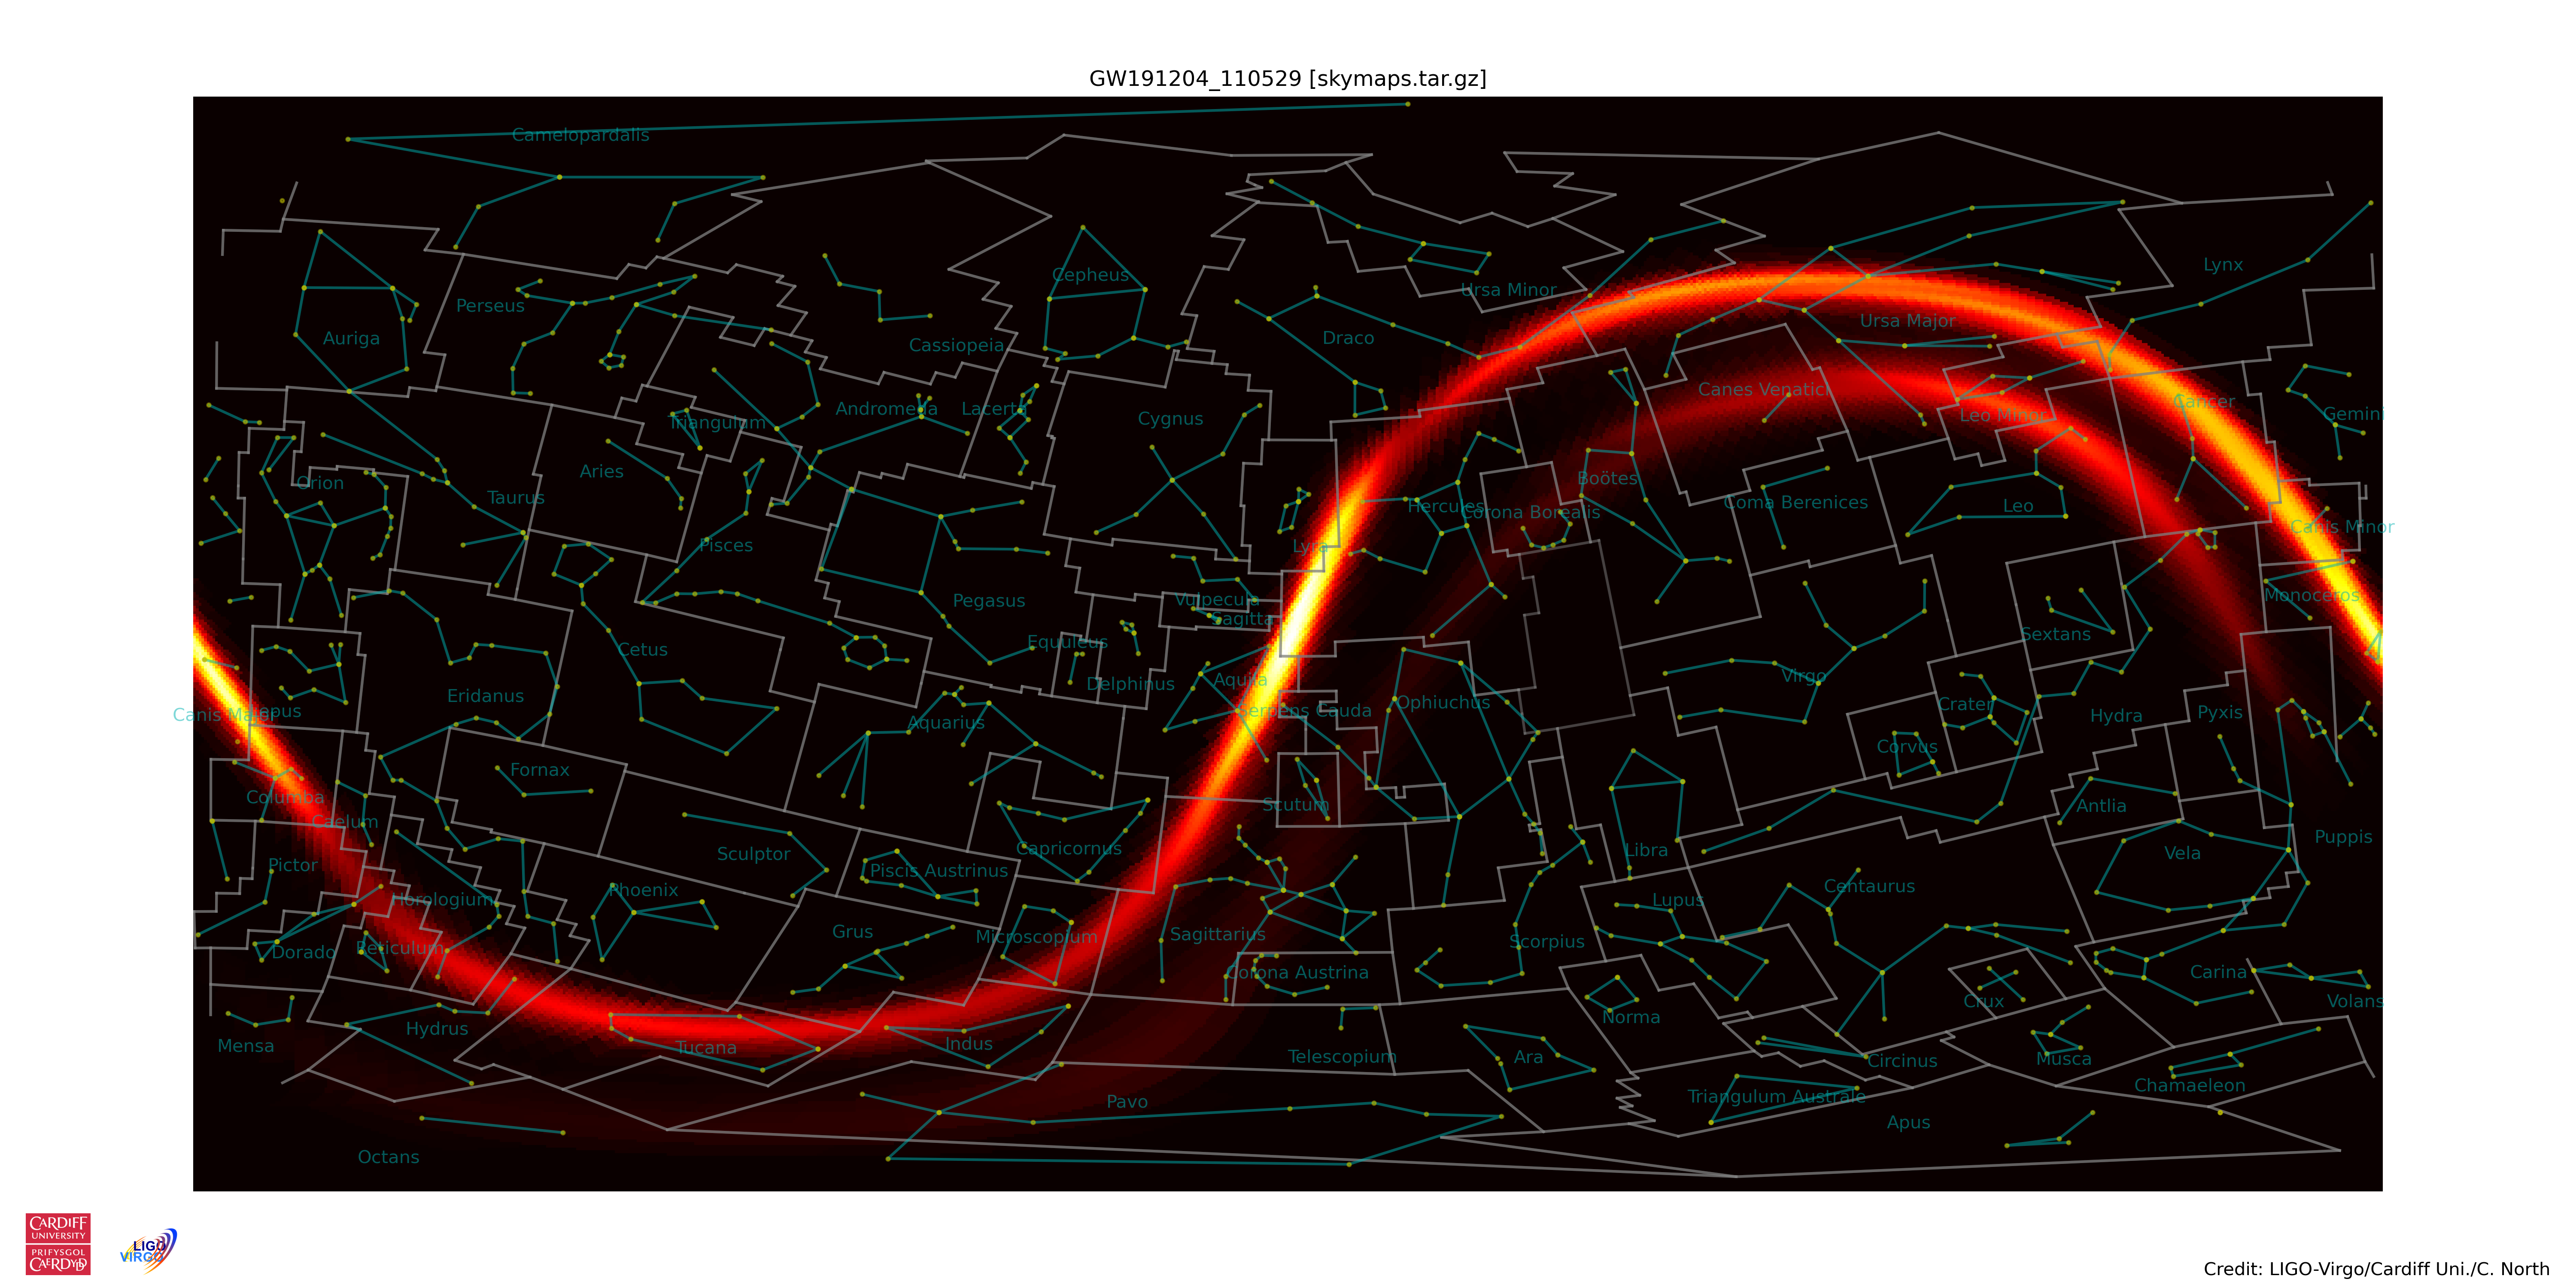 GW191204_110529 [skymaps.tar.gz]
Camelopardalis
Cepheus
Lynx
Ursa Minor
Perseus
Ursa Major
Auriga
Cassiopeia
Draco
Canes Venatici
Cancer
Andromeda
Lacerta
Leo Minor
Gemini
Triangulum
Cygnus
Aries
Boötes
Orion
Taurus
Hercules
Corona Borealis
Coma Berenices
Leo
Canis Minor
Pisces
Lyra
Monoceros
Pegasus
Vulpecula
Sagitta
Sextans
Equuleus
Cetus
Virgo
Delphinus
Aquila
Eridanus
Ophiuchus
Crater
Canis Major
Lepus
Serpens Cauda
Hydra
Pyxis
Aquarius
Corvus
Fornax
Columba
Scutum
Antlia
Caelum
Puppis
Capricornus
Libra
Sculptor
Vela
Pictor
Piscis Austrinus
Phoenix
Centaurus
Horologium
Lupus
Grus
Microscopium
Sagittarius
Scorpius
Reticulum
Dorado
Corona Austrina
Carina
Crux
Volans
Norma
Hydrus
Mensa
Tucana
Indus
Telescopium
Ara
Circinus
Musca
Chamaeleon
Triangulum Australe
Pavo
Apus
Octans
CARDIFF
UNIVERSITY
PRIFYSGOL
CAERDYDD
LIGO
VIRGO
Credit: LIGO-Virgo/Cardiff Uni./C. North